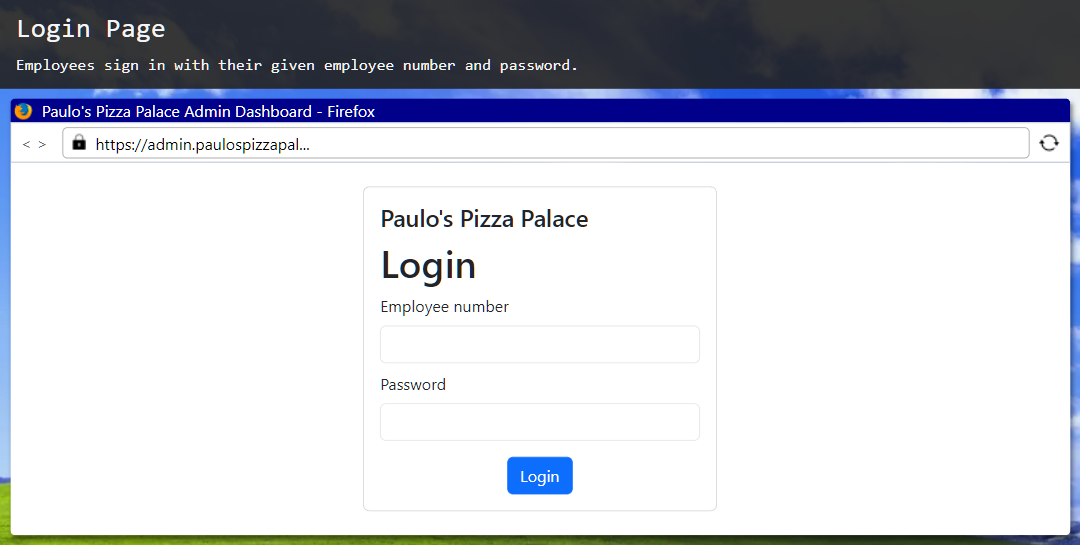 Login Page
Employees sign in with their given employee number and password.
Paulo's Pizza Palace Admin Dashboard - Firefox
< > https://admin.paulospizzapal...
Paulo's Pizza Palace
Login
Employee number
Password
Login